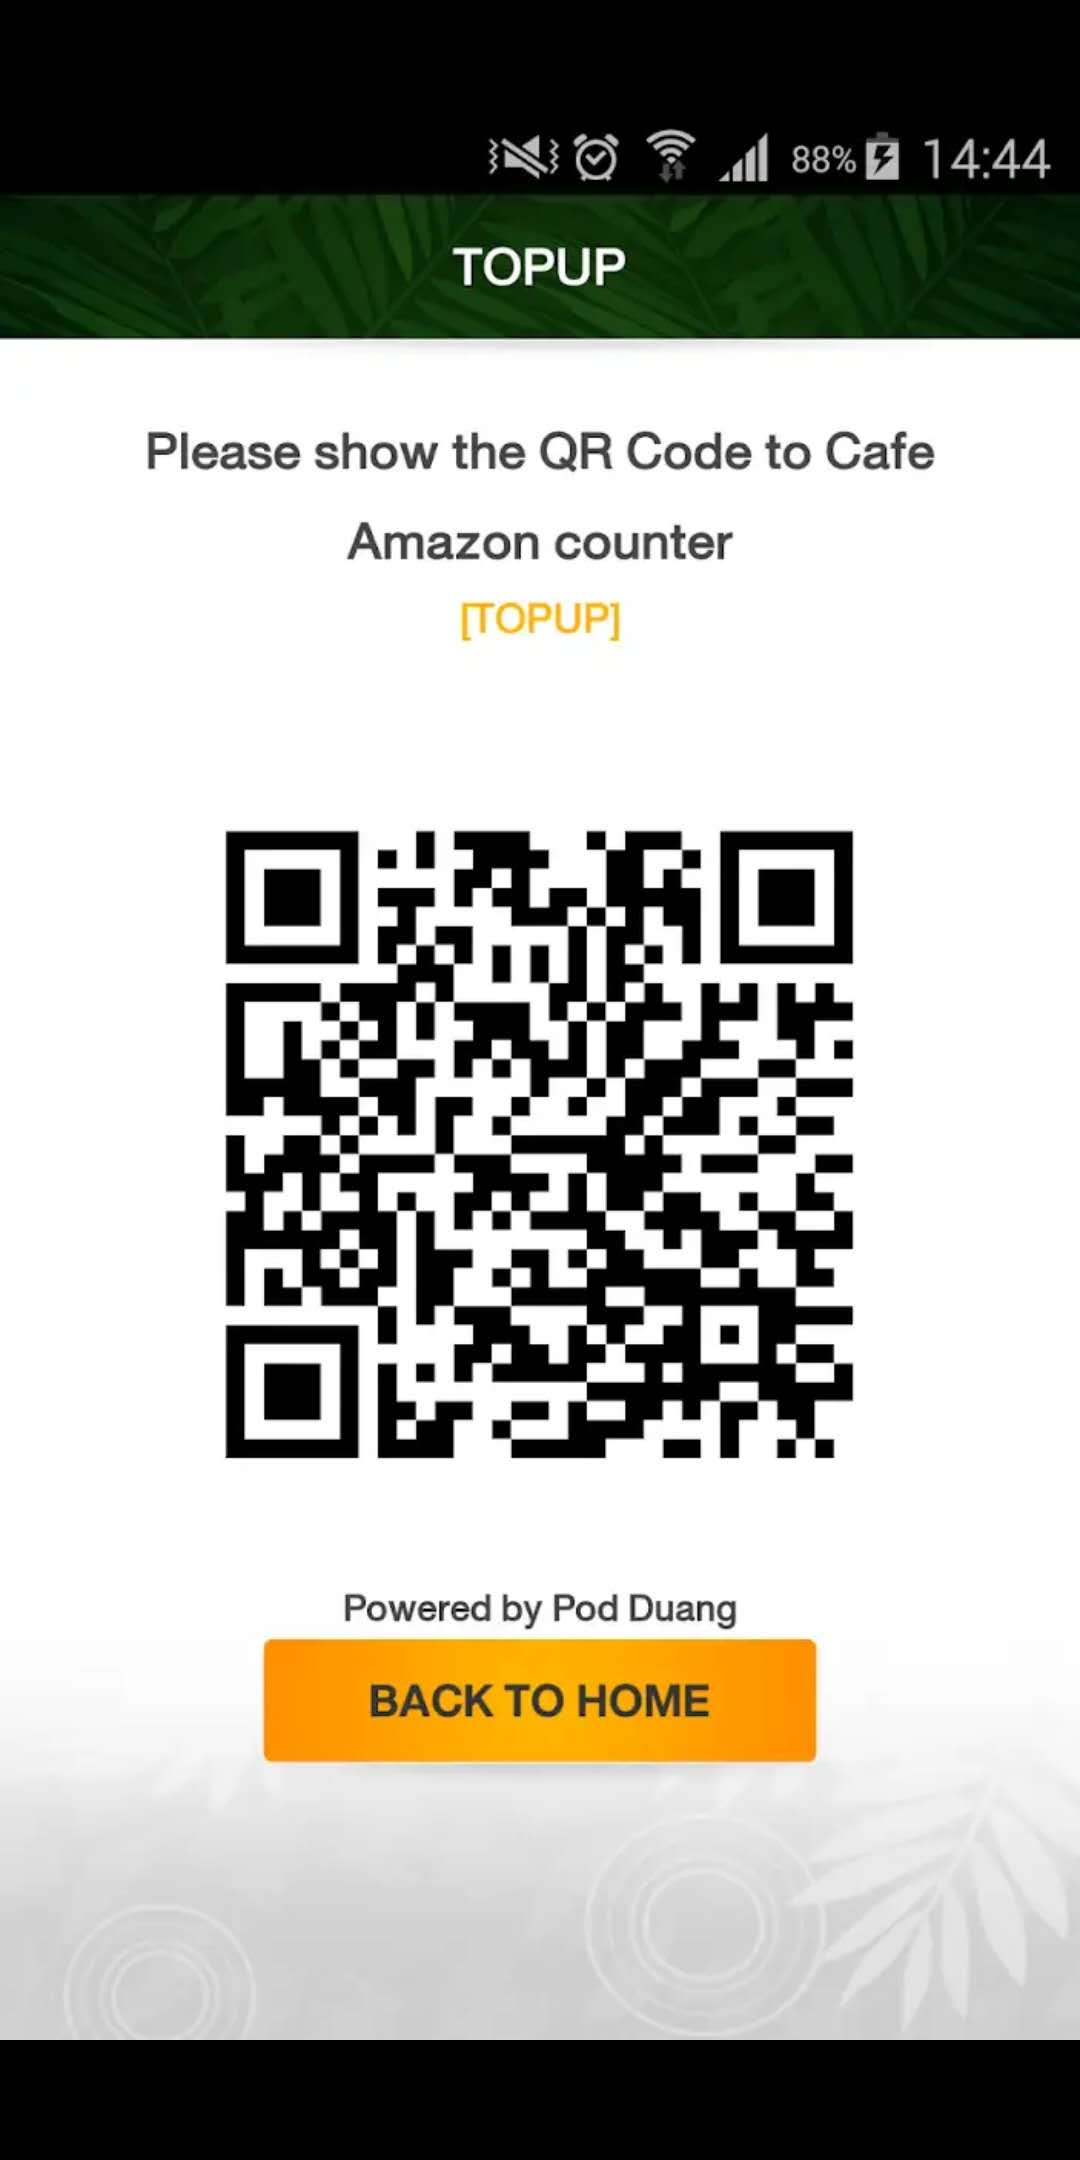 88% 14:44
TOPUP
Please show the QR Code to Cafe
Amazon counter
[TOPUP]
Powered by Pod Duang
BACK TO HOME